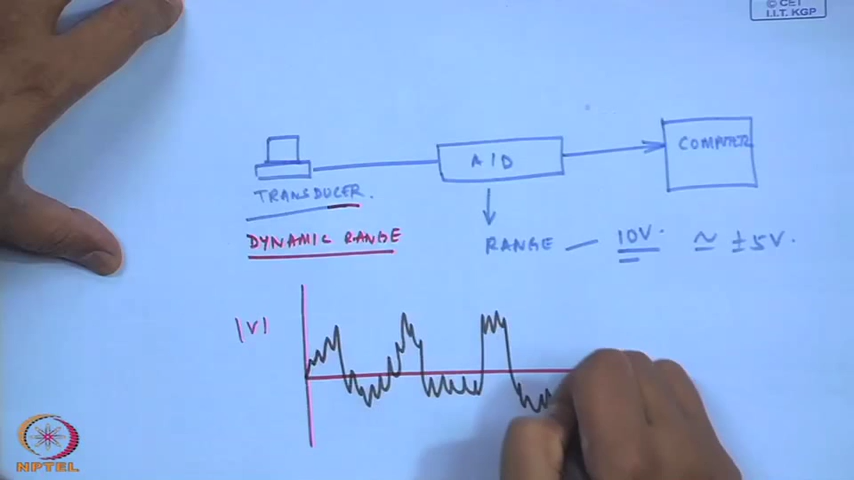 © CET
I.I.T. KGP
A/D
COMPUTER
TRANSDUCER.
DYNAMIC RANGE
RANGE — 10V. ≈ ±5V.
|V|
NPTEL